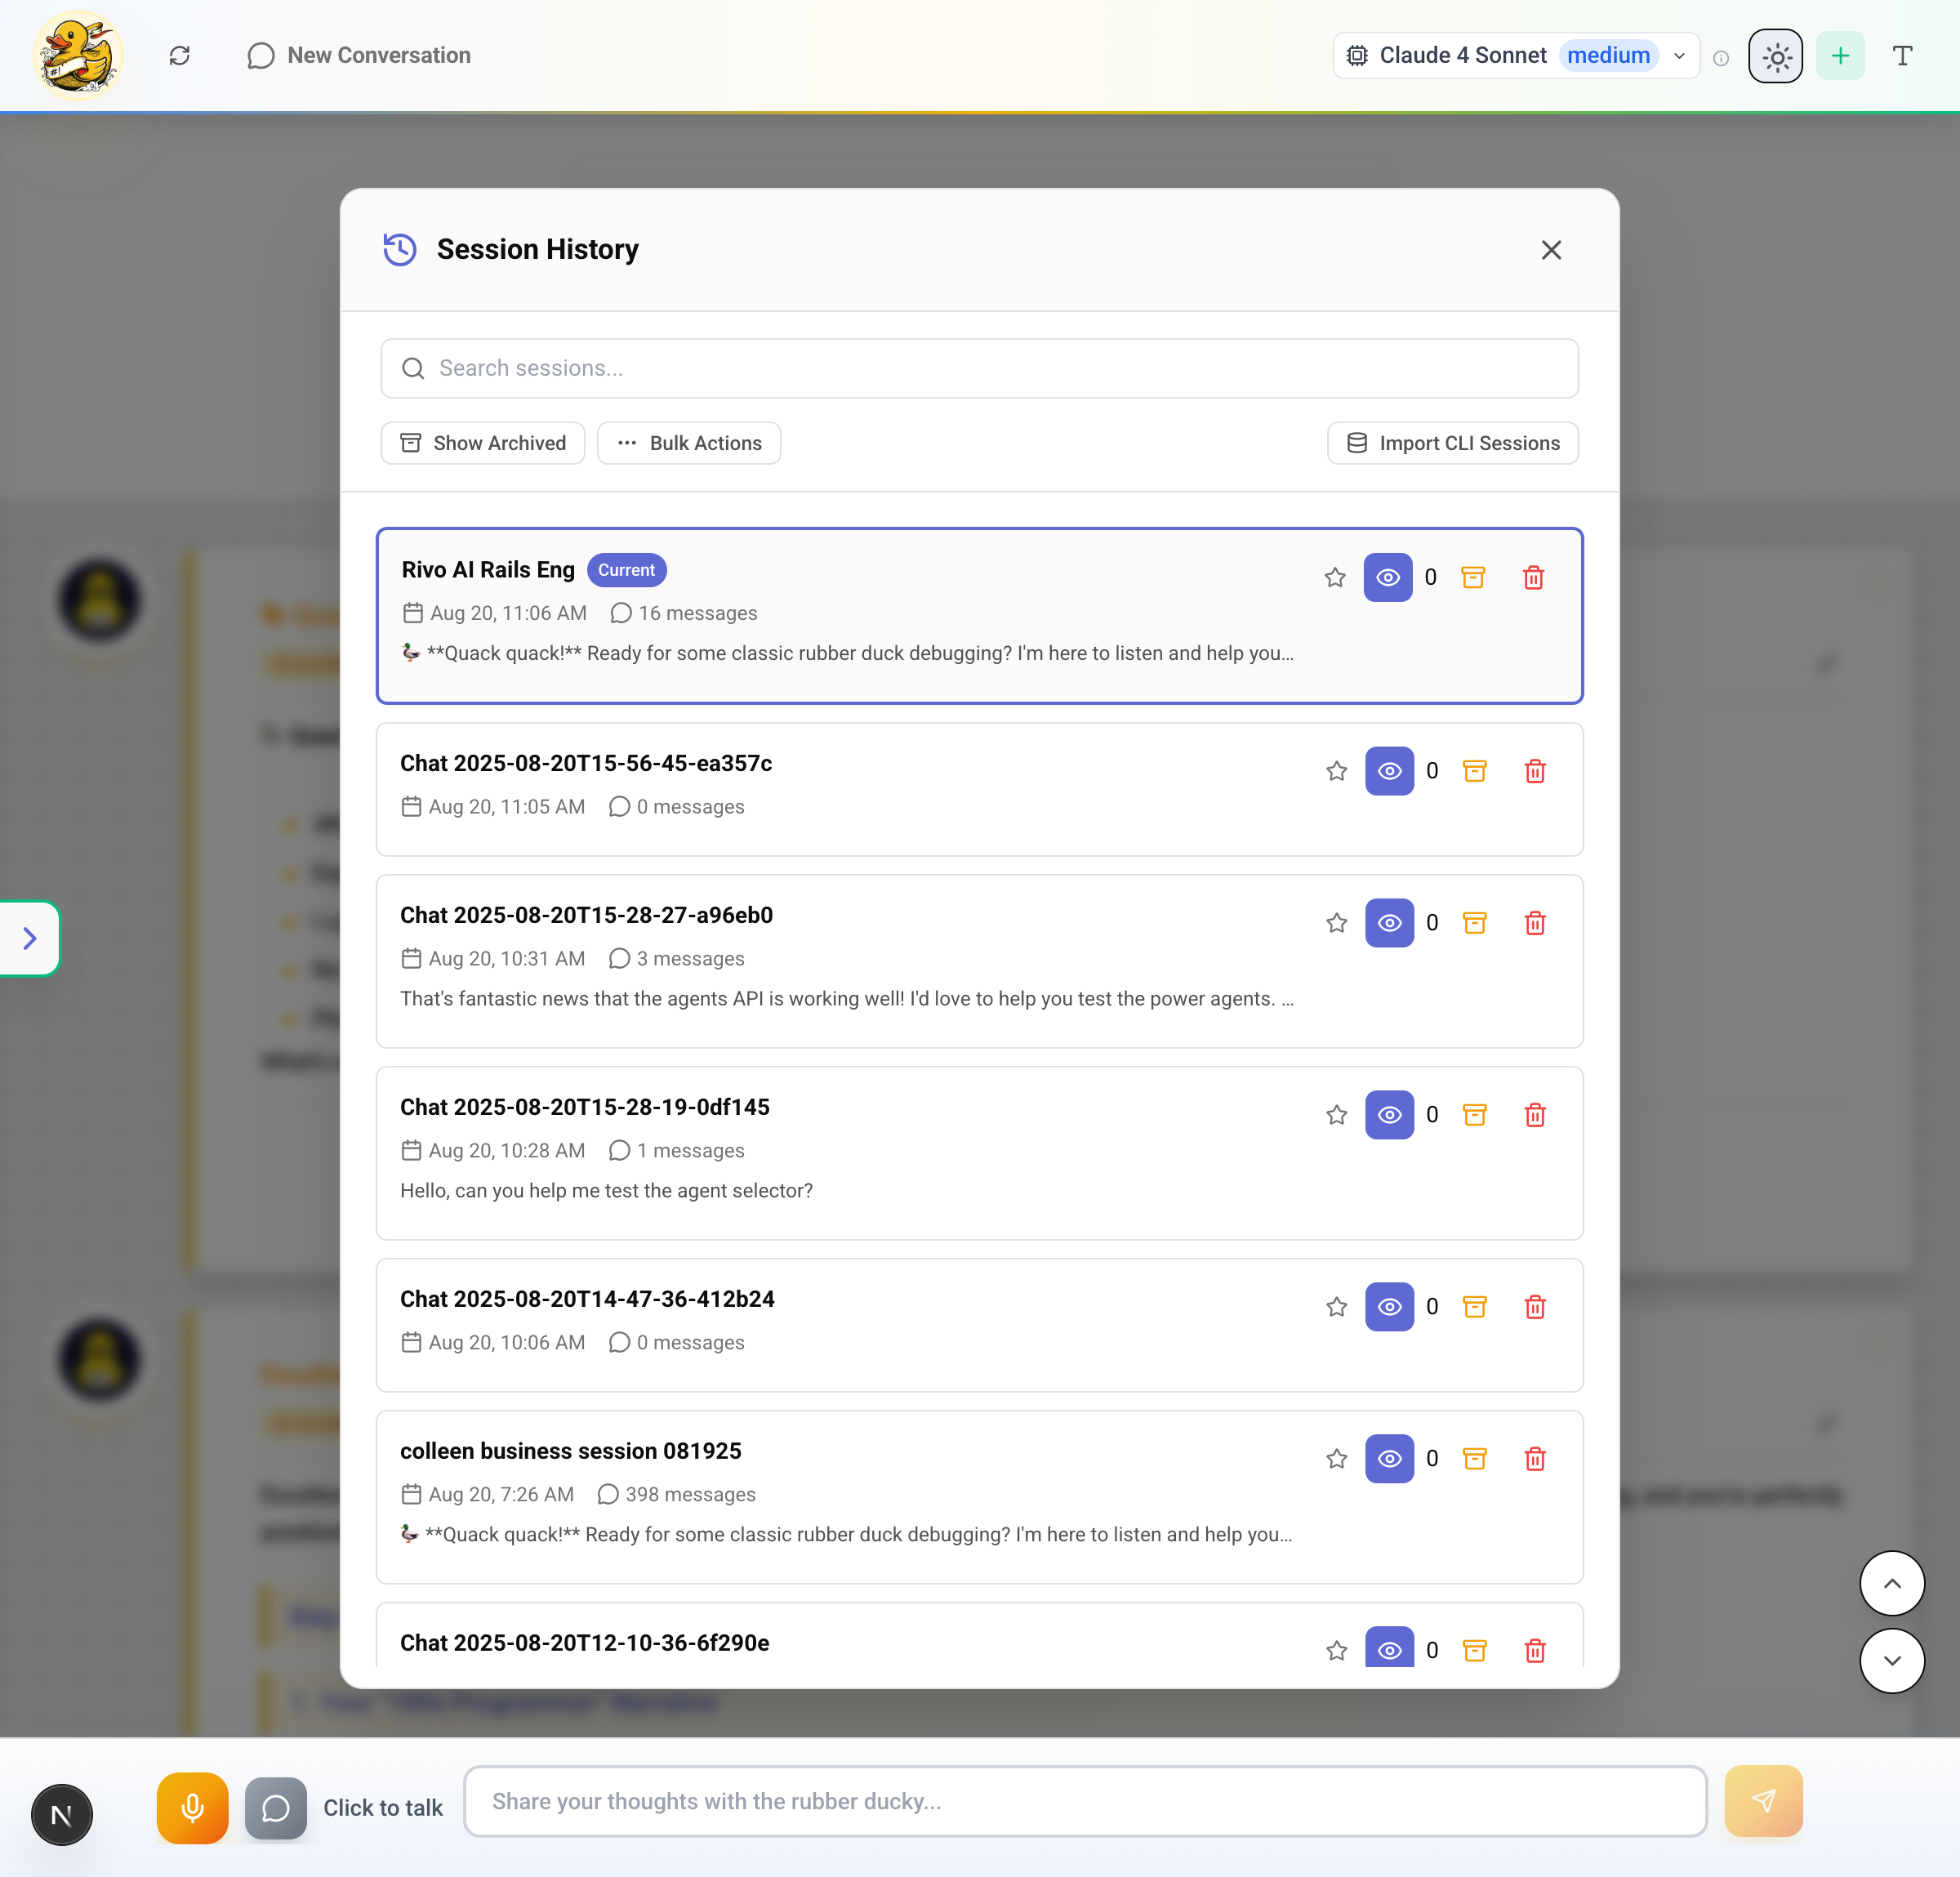 New Conversation
Claude 4 Sonnet medium
Session History
Search sessions...
Show Archived
Bulk Actions
Import CLI Sessions
Rivo AI Rails Eng Current
0
Aug 20, 11:06 AM 16 messages
🦆 **Quack quack!** Ready for some classic rubber duck debugging? I'm here to listen and help you...
Chat 2025-08-20T15-56-45-ea357c
0
Aug 20, 11:05 AM 0 messages
Chat 2025-08-20T15-28-27-a96eb0
0
Aug 20, 10:31 AM 3 messages
That's fantastic news that the agents API is working well! I'd love to help you test the power agents. ...
Chat 2025-08-20T15-28-19-0df145
0
Aug 20, 10:28 AM 1 messages
Hello, can you help me test the agent selector?
Chat 2025-08-20T14-47-36-412b24
0
Aug 20, 10:06 AM 0 messages
colleen business session 081925
0
Aug 20, 7:26 AM 398 messages
🦆 **Quack quack!** Ready for some classic rubber duck debugging? I'm here to listen and help you...
Chat 2025-08-20T12-10-36-6f290e
0
N
Click to talk
Share your thoughts with the rubber ducky...